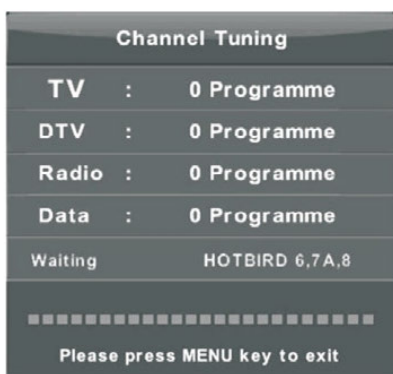 Channel Tuning
TV : 0 Programme
DTV : 0 Programme
Radio : 0 Programme
Data : 0 Programme
Waiting HOTBIRD 6,7A,8
Please press MENU key to exit